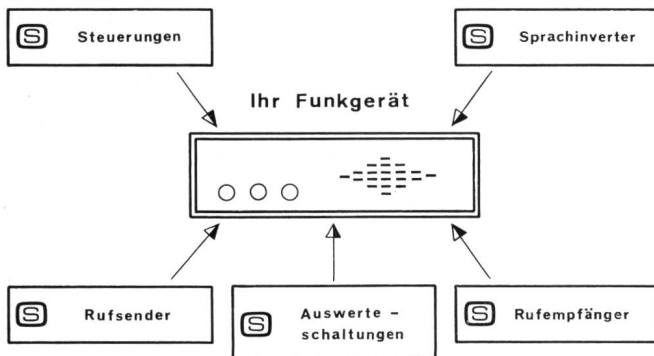 S Steuerungen
S Sprachinverter
Ihr Funkgerät
S Rufsender
S Auswerte -
schaltungen
S Rufempfänger